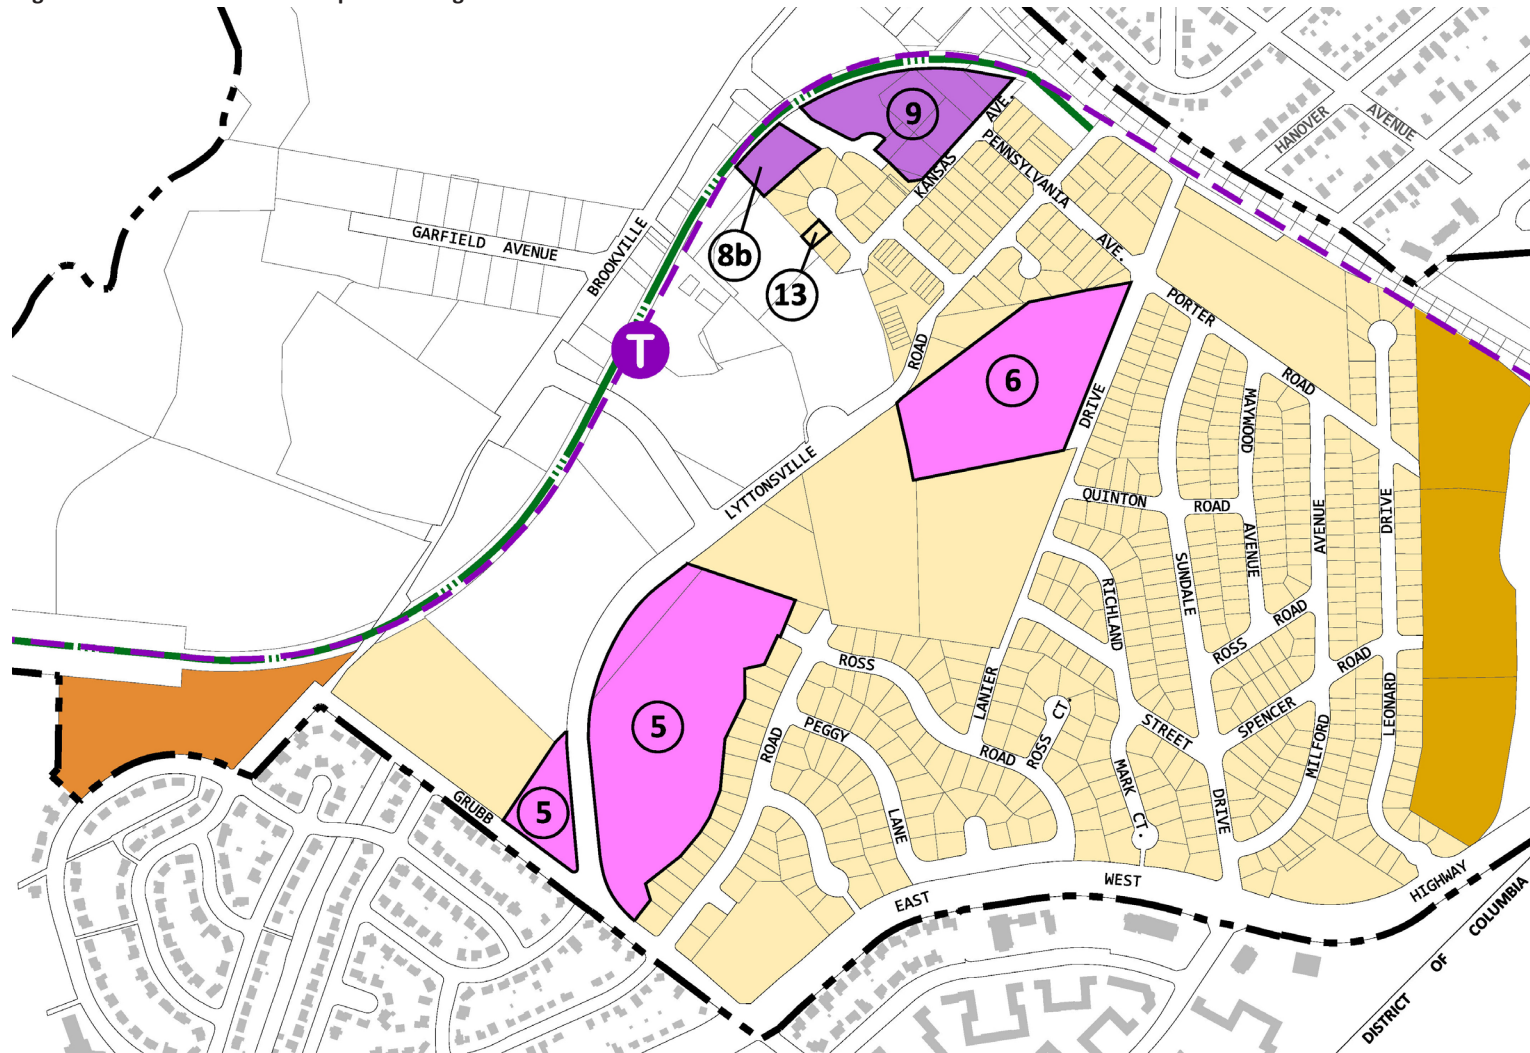 9
AVE.
KANSAS
PENNSYLVANIA
AVE.
HANOVER
AVENUE
8b
13
GARFIELD AVENUE
BROOKVILLE
T
ROAD
6
DRIVE
PORTER
ROAD
MAYWOOD
AVENUE
LYTTONSVILLE
QUINTON
ROAD
SUNDALE
AVENUE
DRIVE
RICHLAND
ROSS
ROAD
5
5
ROSS
ROAD
LANIER
ROSS CT.
STREET
SPENCER
ROAD
MILFORD
LEONARD
ROAD
PEGGY
LANE
MARK CT.
DRIVE
GRUBB
EAST
WEST
HIGHWAY
DISTRICT OF COLUMBIA